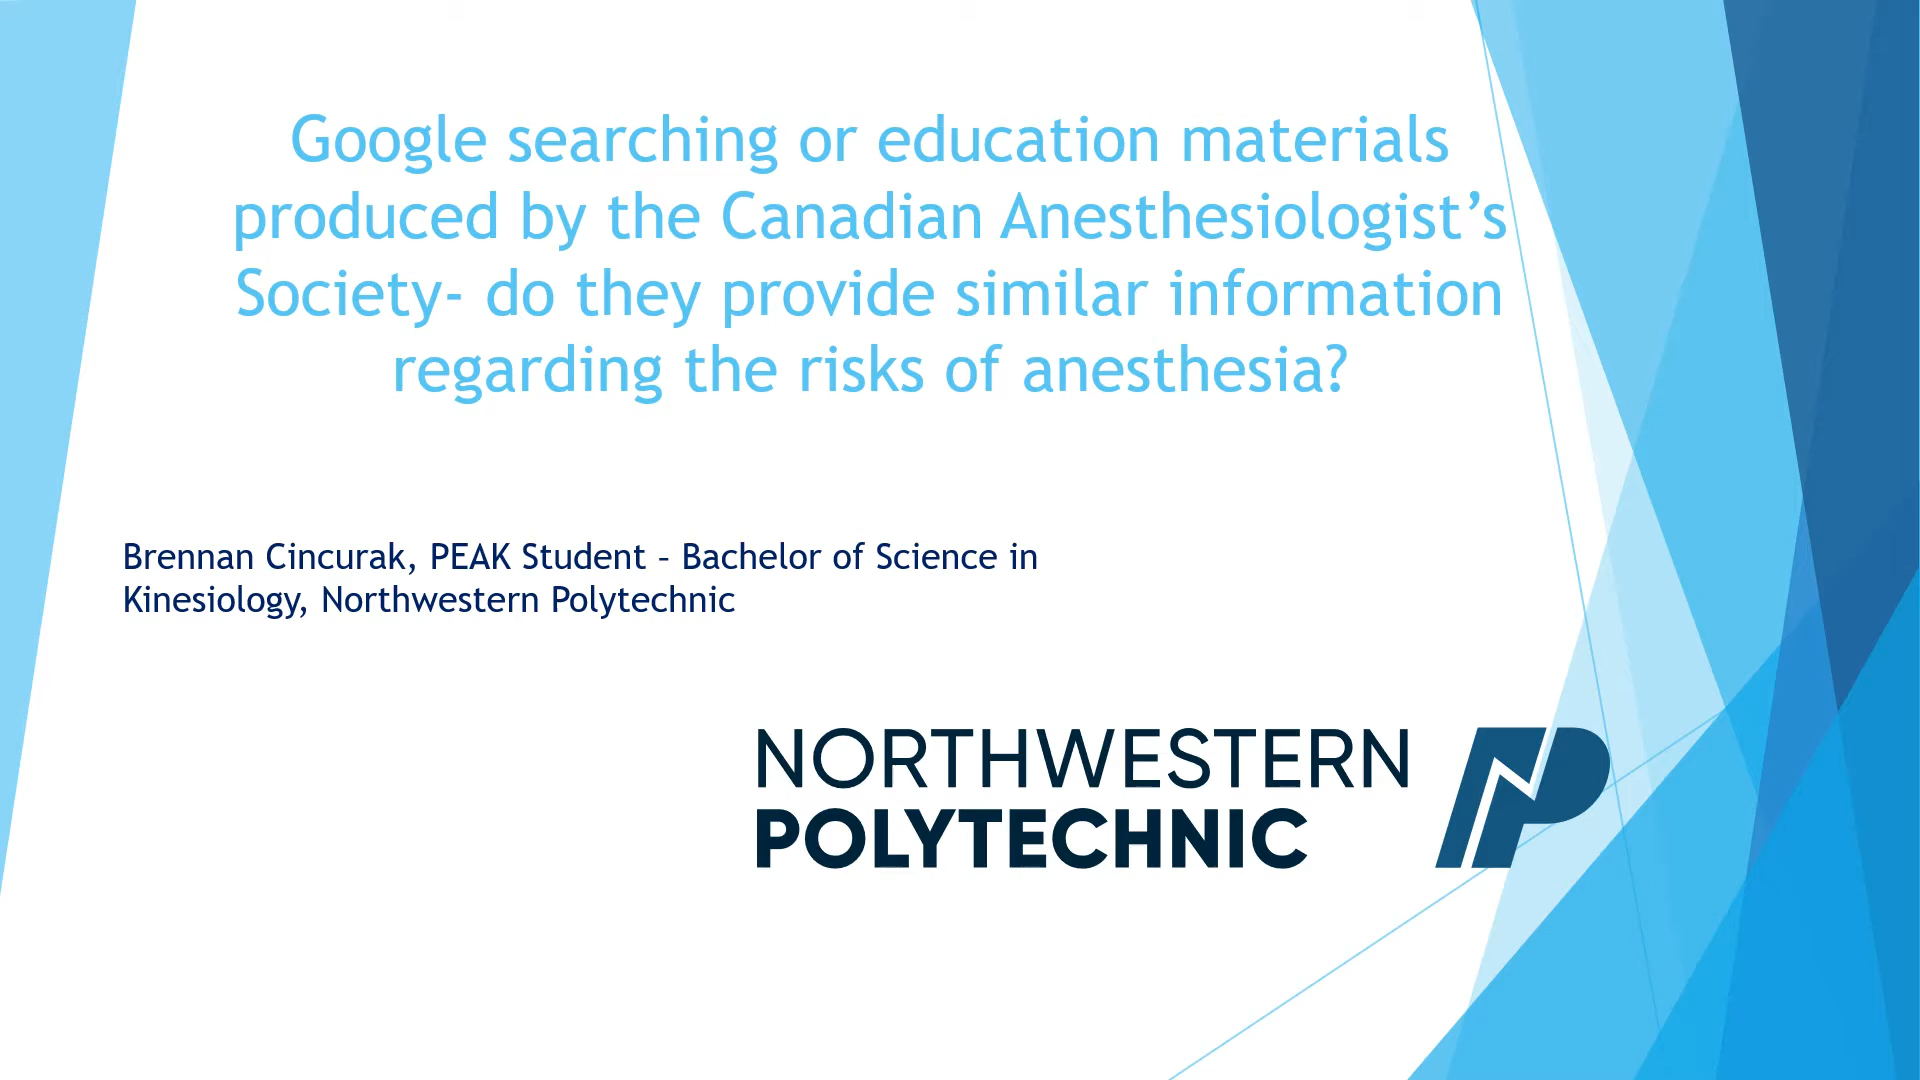 Google searching or education materials
produced by the Canadian Anesthesiologist’s
Society- do they provide similar information
regarding the risks of anesthesia?
Brennan Cincurak, PEAK Student – Bachelor of Science in
Kinesiology, Northwestern Polytechnic
NORTHWESTERN
POLYTECHNIC